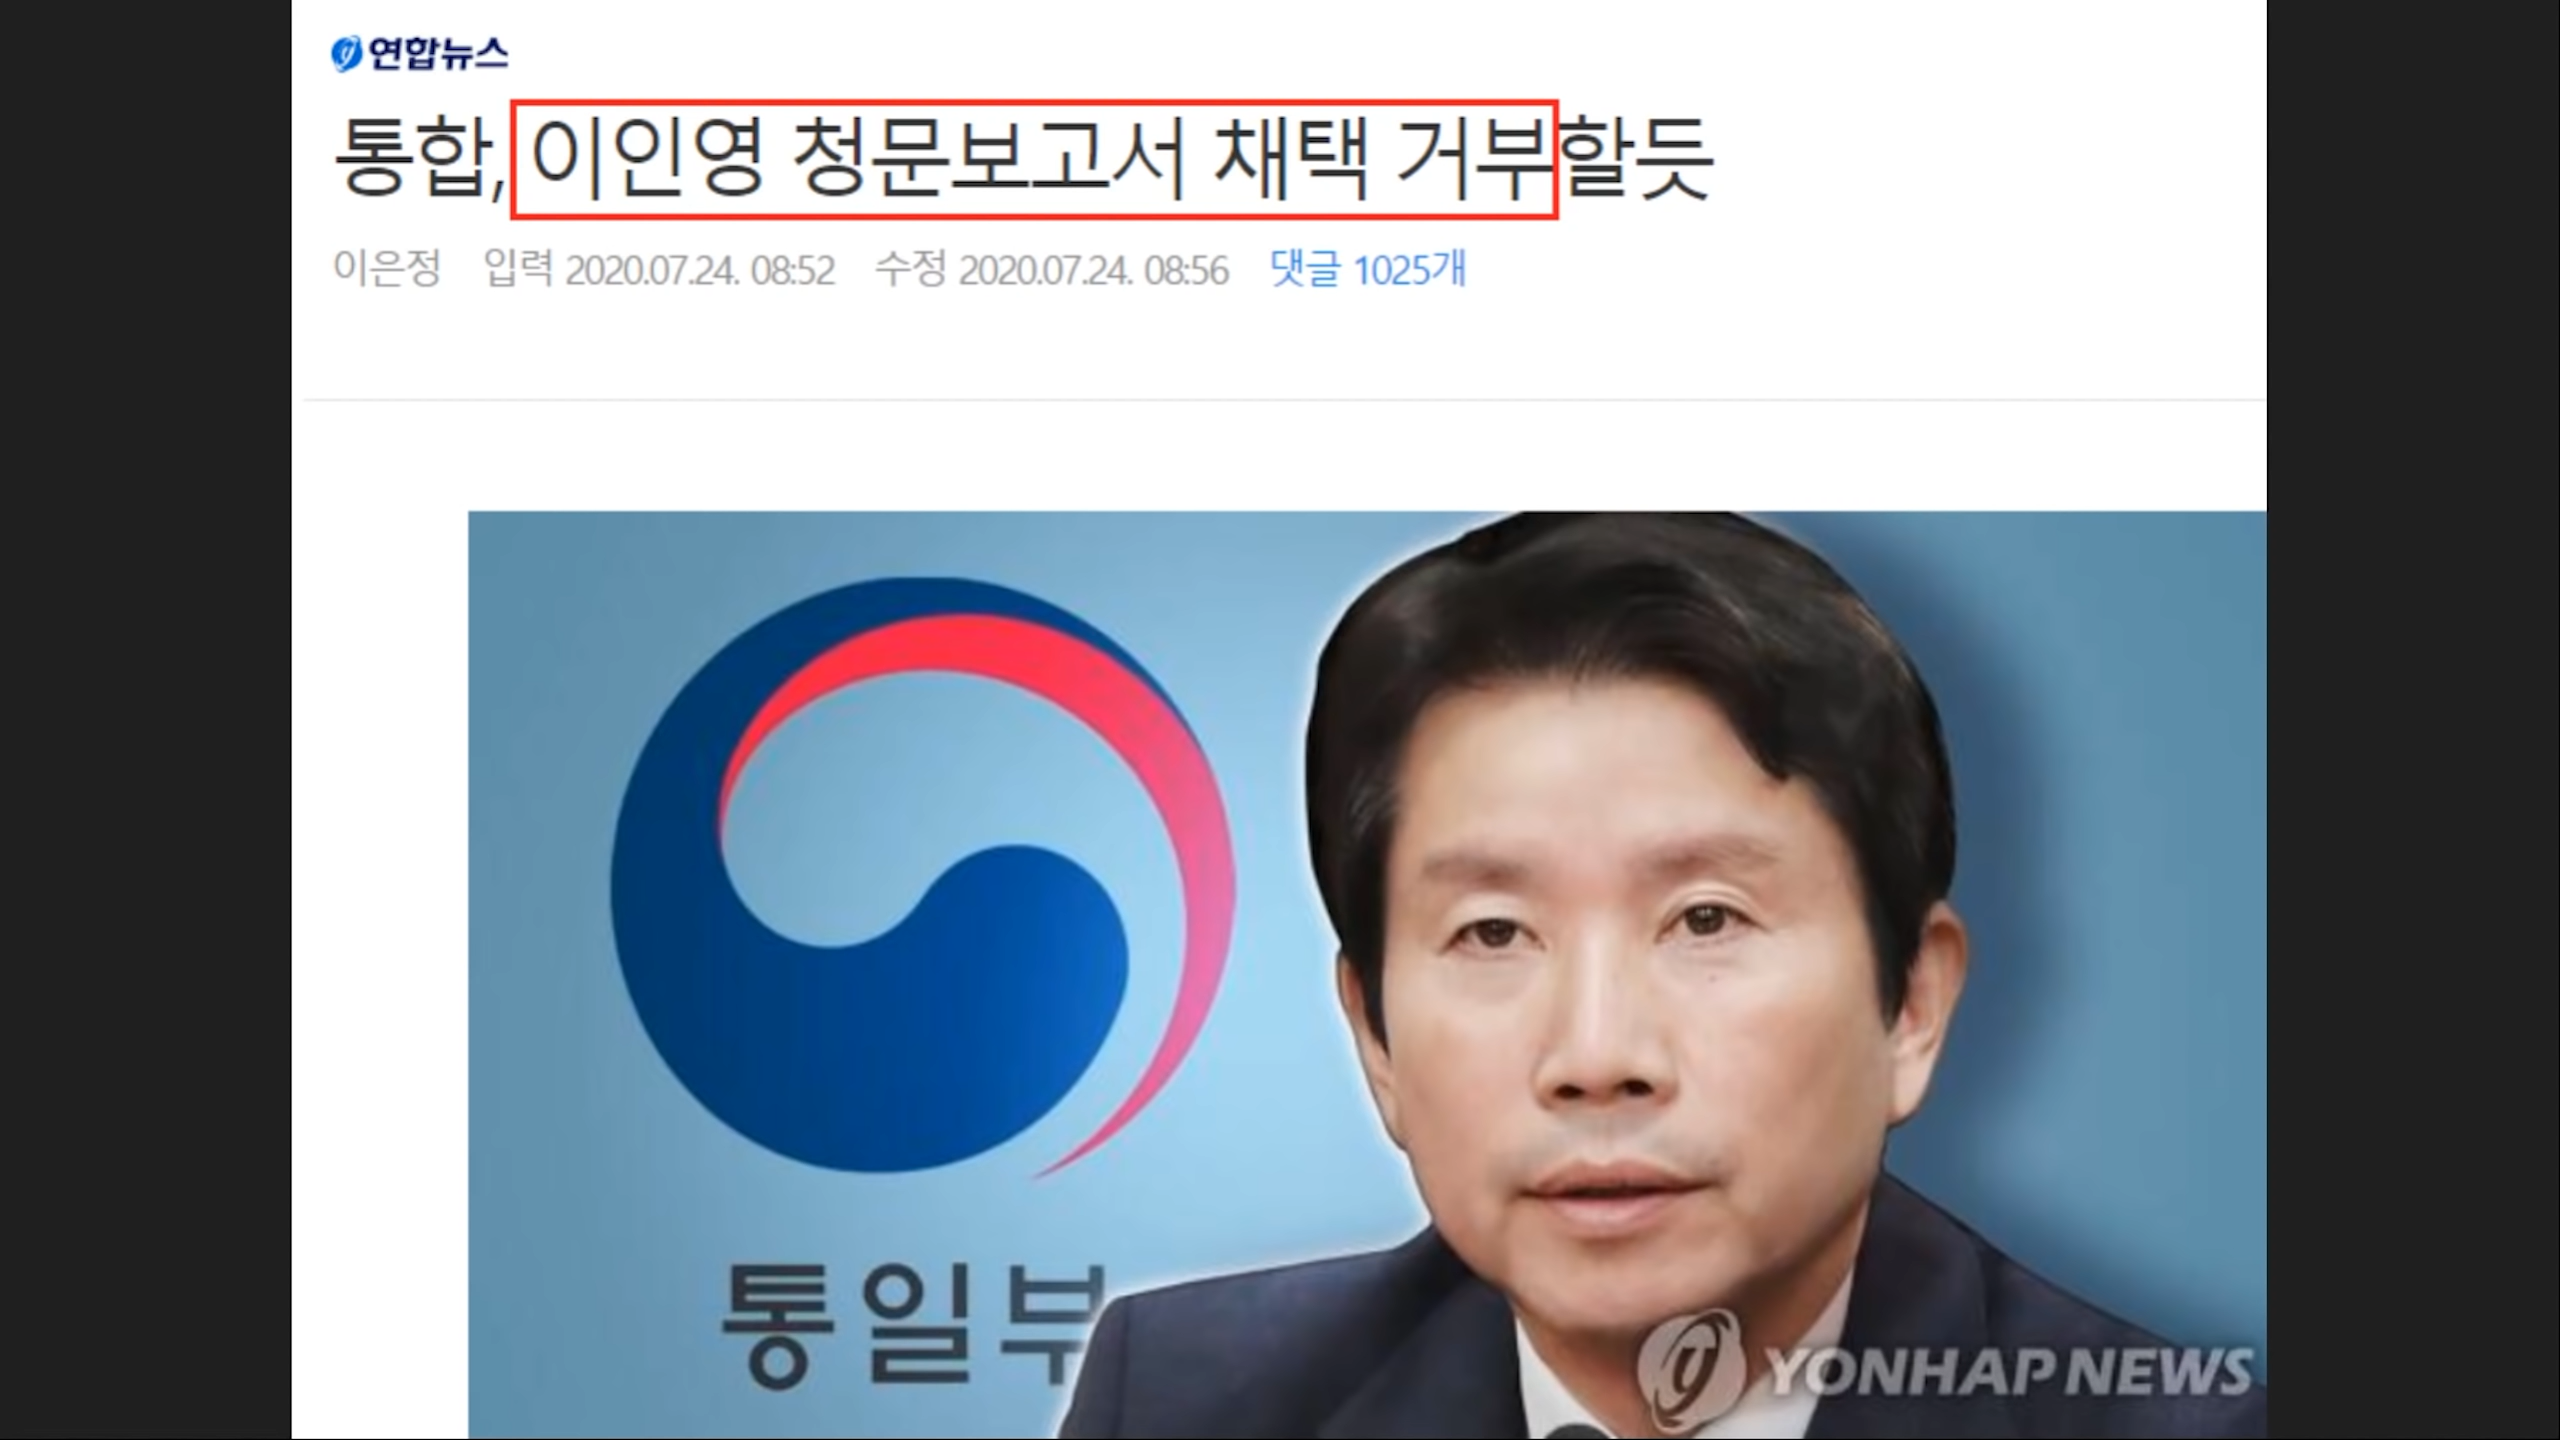 연합뉴스
통합, 이인영 청문보고서 채택 거부할듯
이은정 입력 2020.07.24. 08:52 수정 2020.07.24. 08:56 댓글 1025개
통일부
YONHAP NEWS